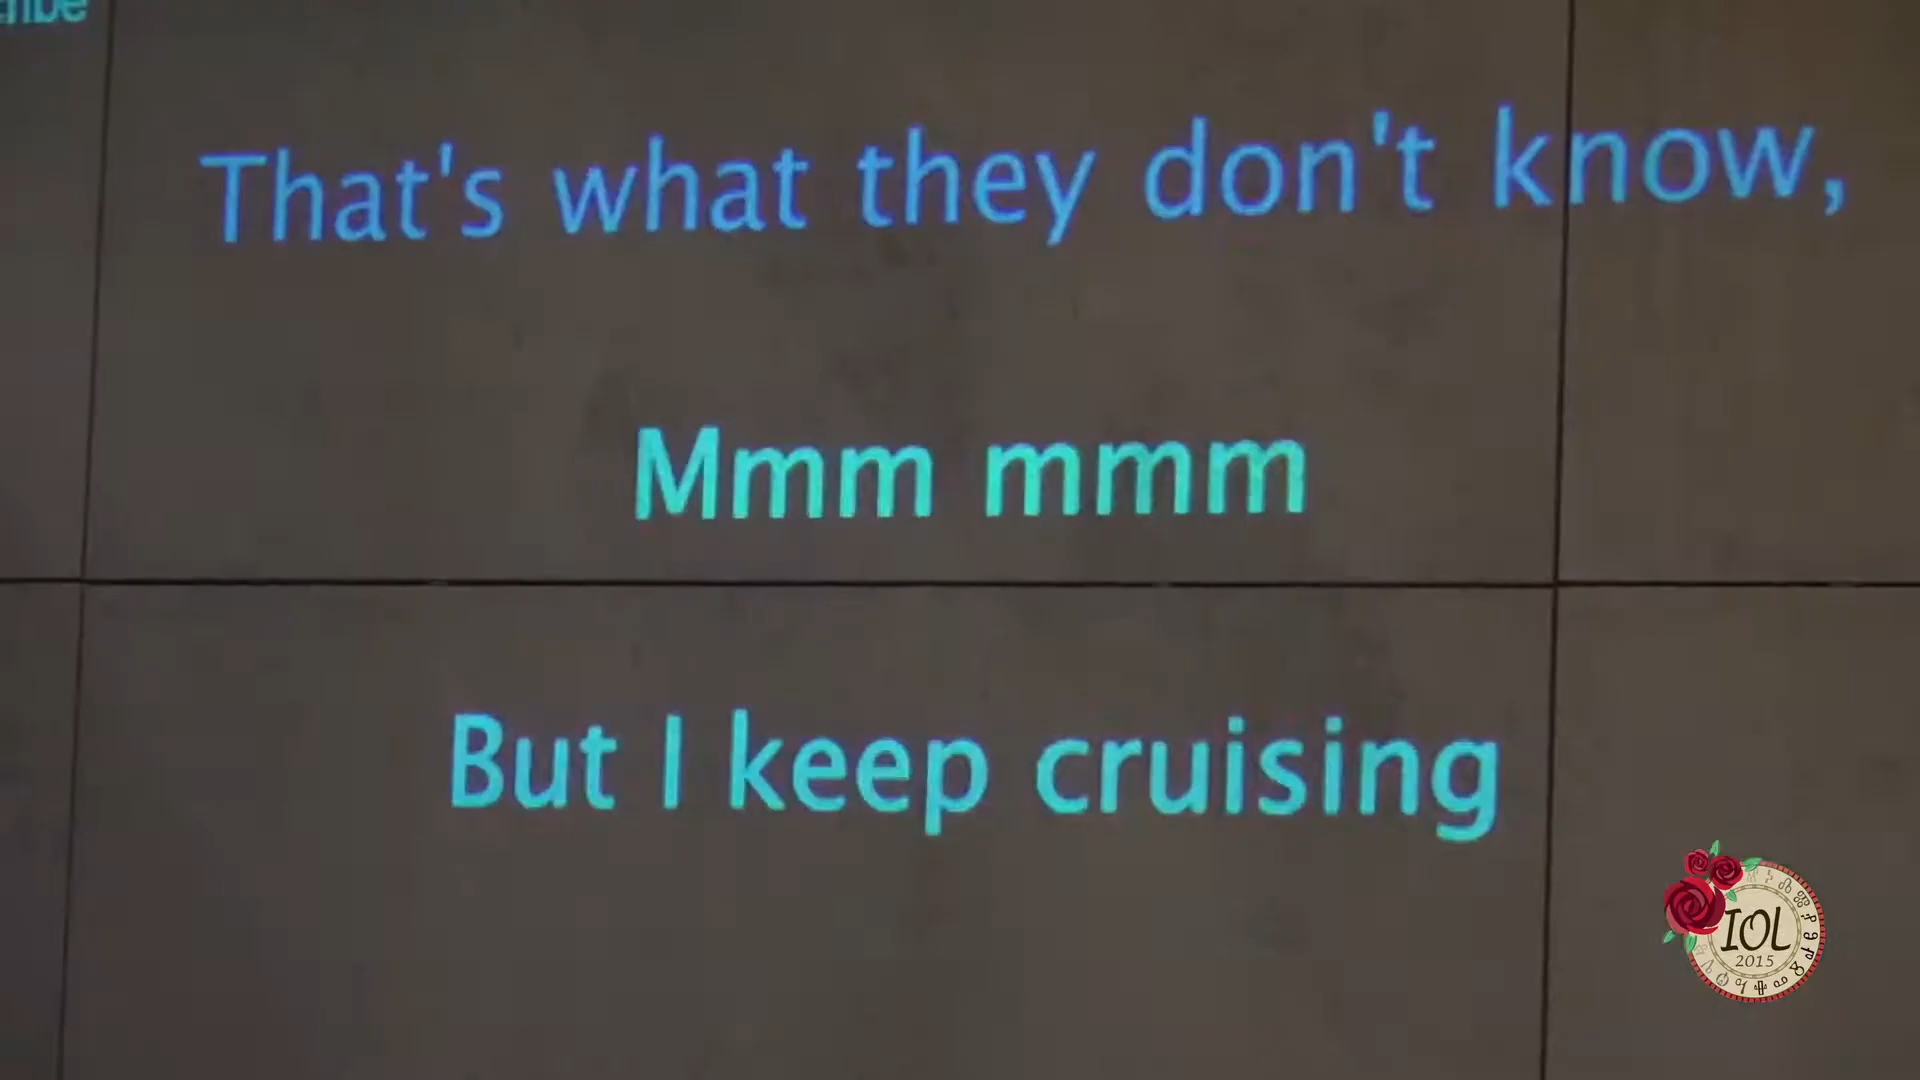 That's what they don't know,
Mmm mmm
But I keep cruising
IOL
2015